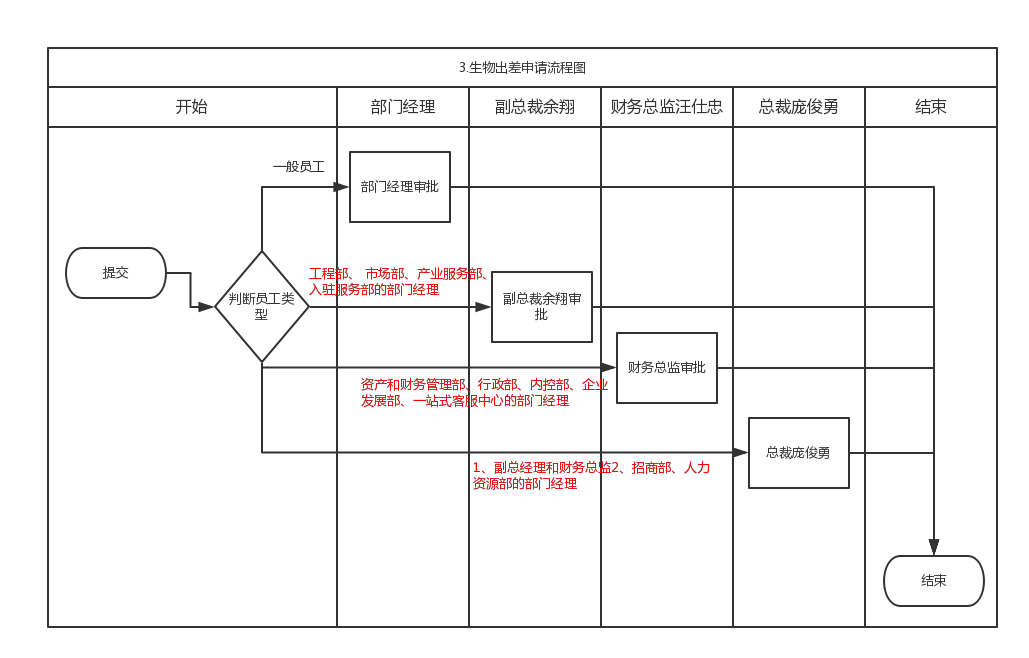 3.生物出差申请流程图
开始
部门经理
副总裁余翔
财务总监汪仕忠
总裁庞俊勇
结束
一般员工
部门经理审批
提交
判断员工类
型
工程部、 市场部、产业服务部、
入驻服务部的部门经理
副总裁余翔审
批
财务总监审批
资产和财务管理部、行政部、内控部、企业
发展部、一站式客服中心的部门经理
总裁庞俊勇
1、副总经理和财务总监2、招商部、人力
资源部的部门经理
结束